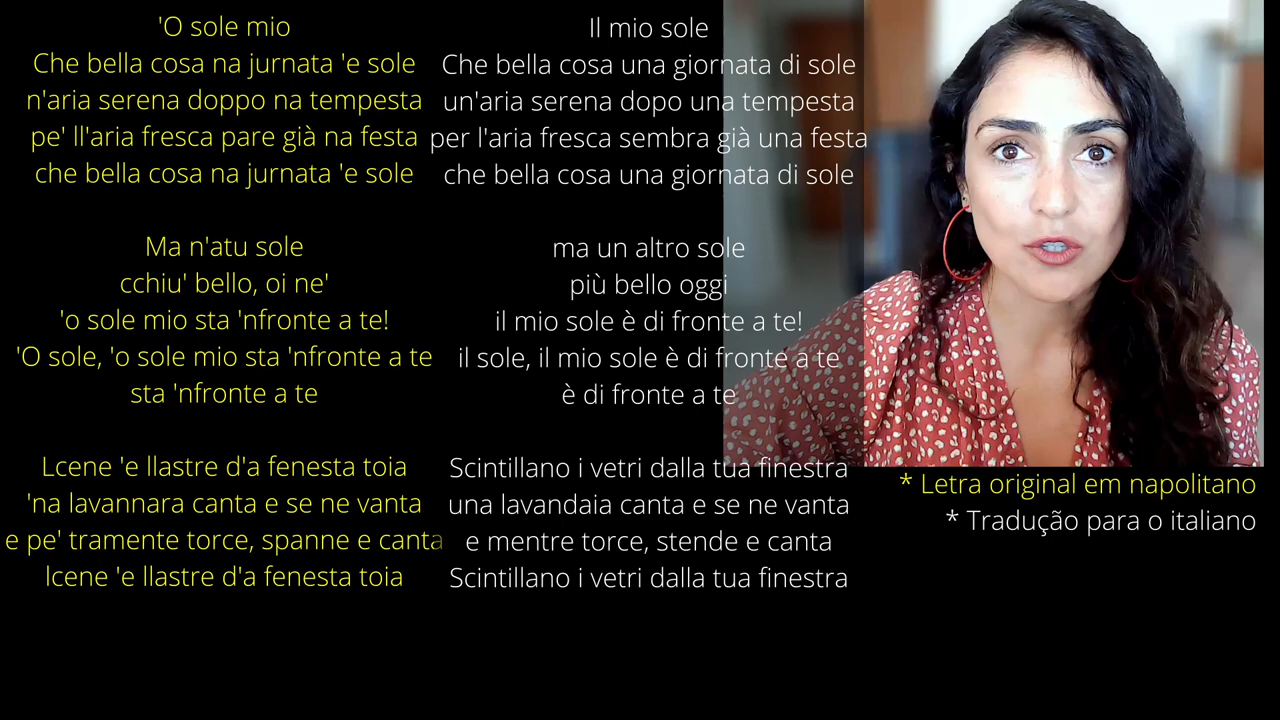 'O sole mio
Che bella cosa na jurnata 'e sole
n'aria serena doppo na tempesta
pe' ll'aria fresca pare già na festa
che bella cosa na jurnata 'e sole
Ma n'atu sole
cchiu' bello, oi ne'
'o sole mio sta 'nfronte a te!
'O sole, 'o sole mio sta 'nfronte a te
sta 'nfronte a te
Lcene 'e llastre d'a fenesta toia
'na lavannara canta e se ne vanta
e pe' tramente torce, spanne e canta
lcene 'e llastre d'a fenesta toia
Il mio sole
Che bella cosa una giornata di sole
un'aria serena dopo una tempesta
per l'aria fresca sembra già una festa
che bella cosa una giornata di sole
ma un altro sole
più bello oggi
il mio sole è di fronte a te!
il sole, il mio sole è di fronte a te
è di fronte a te
Scintillano i vetri dalla tua finestra
una lavandaia canta e se ne vanta
e mentre torce, stende e canta
Scintillano i vetri dalla tua finestra
* Letra original em napolitano
* Tradução para o italiano